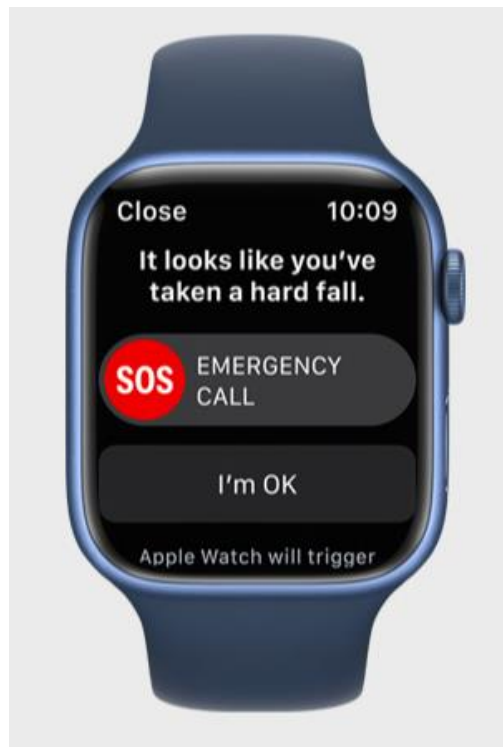 Close 10:09
It looks like you’ve
taken a hard fall.
SOS EMERGENCY
CALL
I’m OK
Apple Watch will trigger